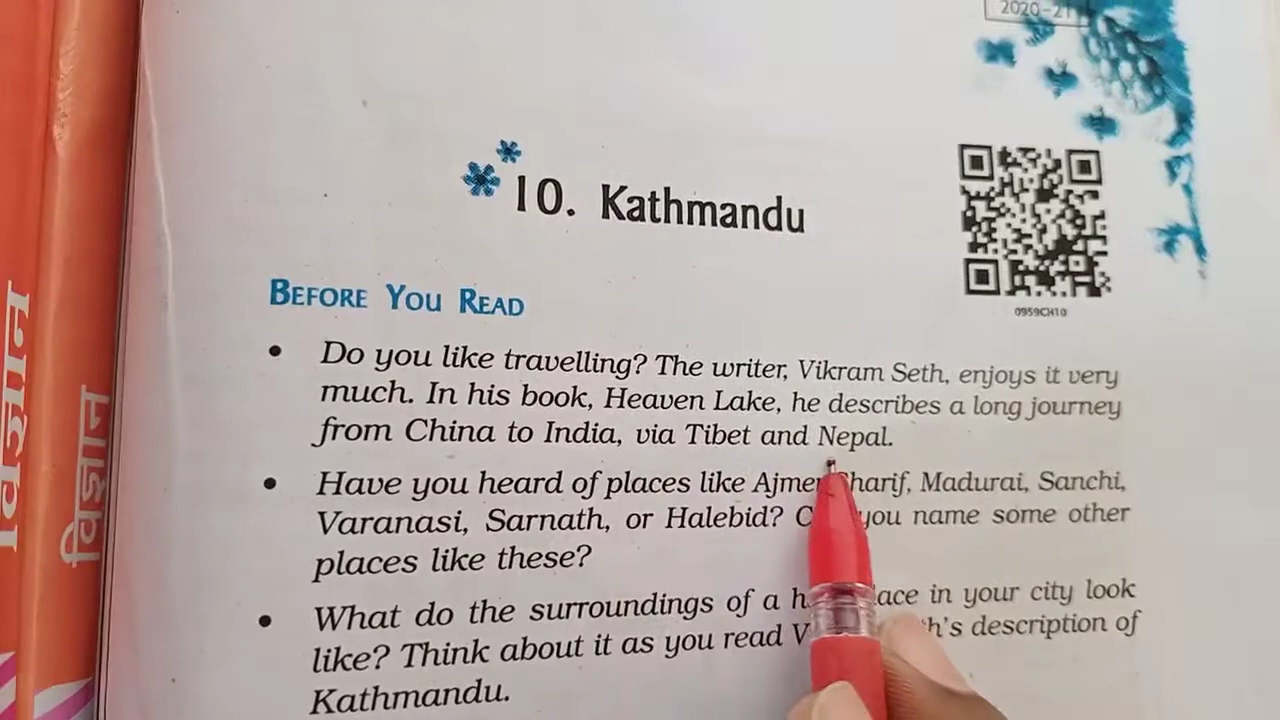 2020-21
10. Kathmandu
0959CH10
BEFORE YOU READ
• Do you like travelling? The writer, Vikram Seth, enjoys it very
much. In his book, Heaven Lake, he describes a long journey
from China to India, via Tibet and Nepal.
• Have you heard of places like Ajmer Sharif, Madurai, Sanchi,
Varanasi, Sarnath, or Halebid? you name some other
places like these?
• What do the surroundings of a in your city look
like? Think about it as you read description of
Kathmandu.
विज्ञान
विज्ञान